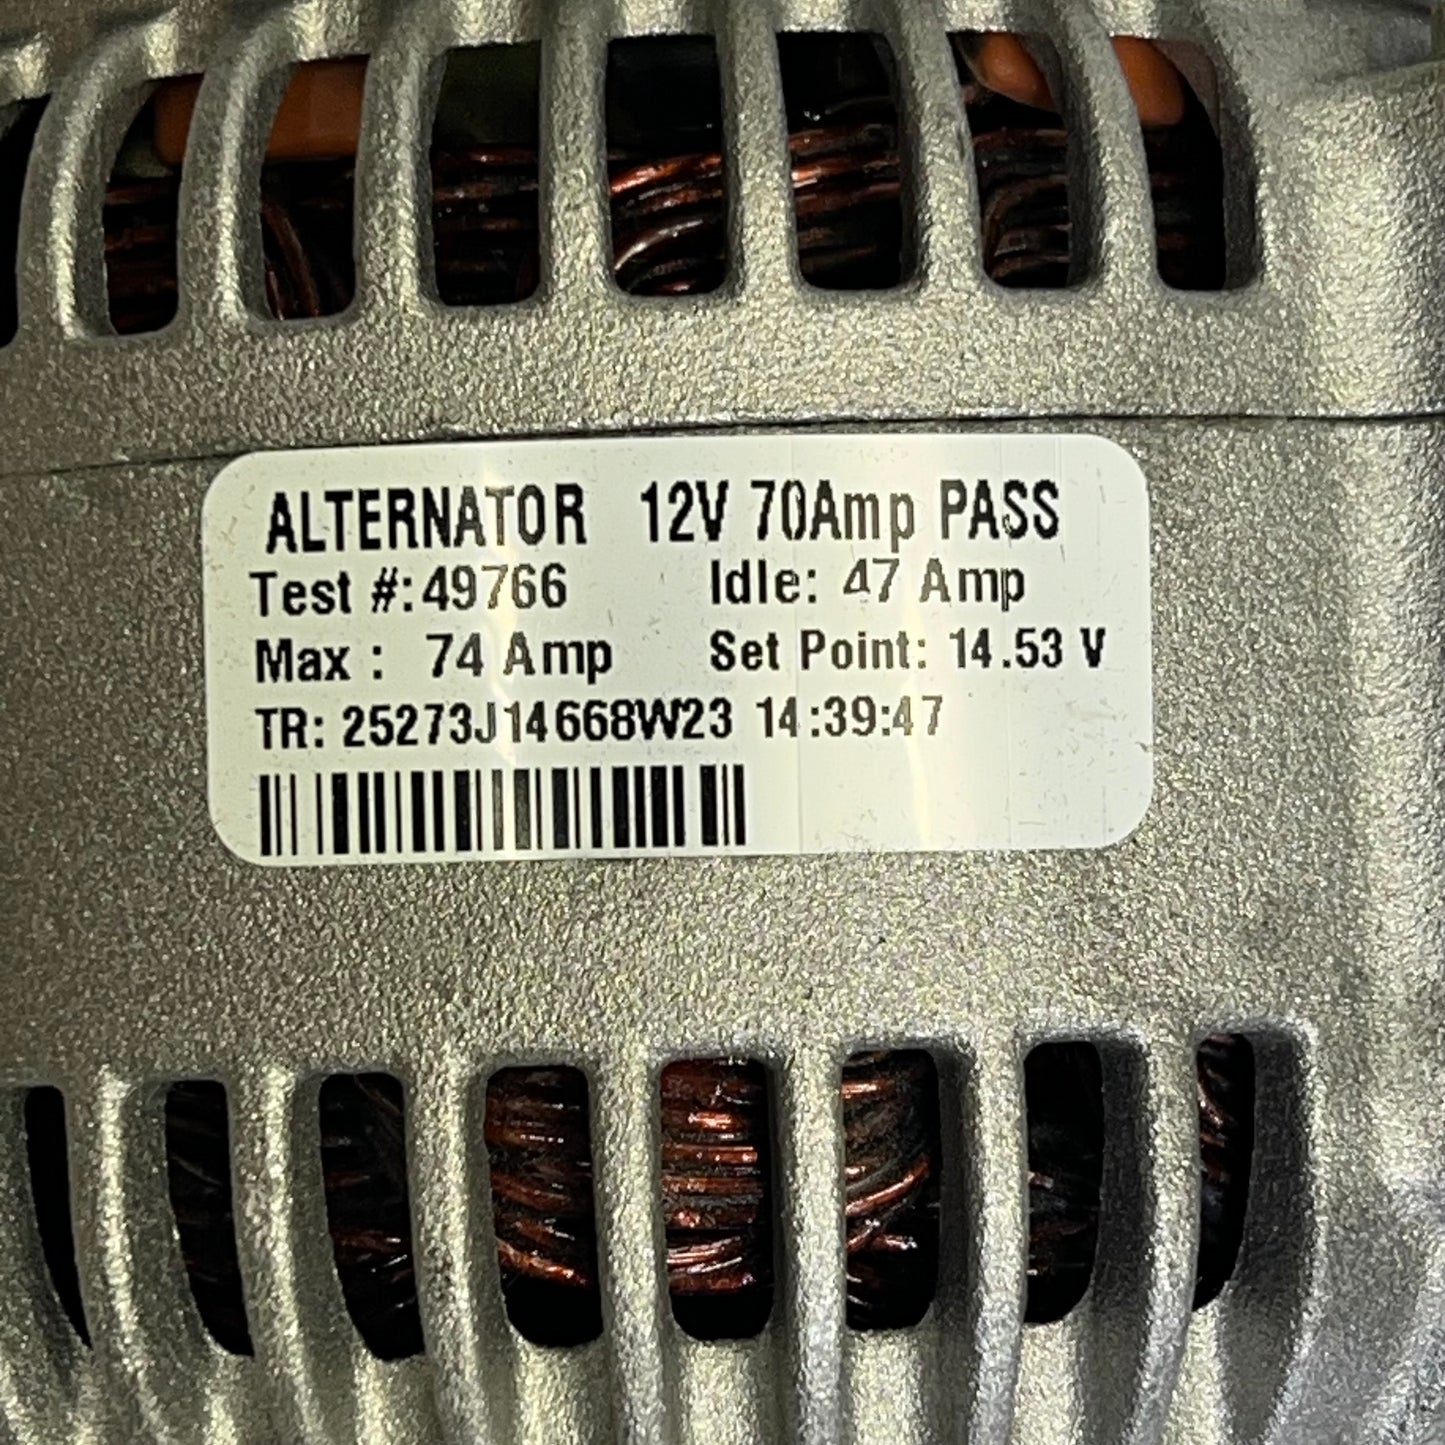 ALTERNATOR 12V 70Amp PASS
Test #:49766 Idle: 47 Amp
Max : 74 Amp Set Point: 14.53 V
TR: 25273J14668W23 14:39:47